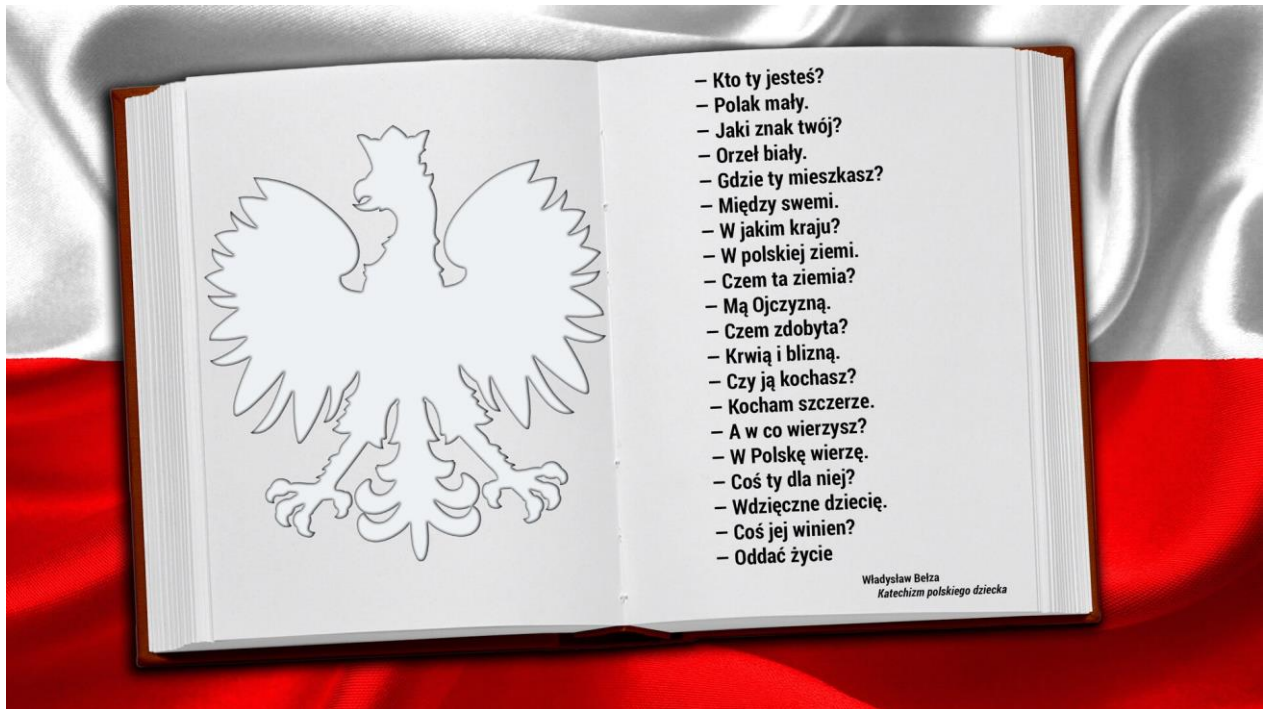 – Kto ty jesteś?
– Polak mały.
– Jaki znak twój?
– Orzeł biały.
– Gdzie ty mieszkasz?
– Między swemi.
– W jakim kraju?
– W polskiej ziemi.
– Czem ta ziemia?
– Mą Ojczyzną.
– Czem zdobyta?
– Krwią i blizną.
– Czy ją kochasz?
– Kocham szczerze.
– A w co wierzysz?
– W Polskę wierzę.
– Coś ty dla niej?
– Wdzięczne dziecię.
– Coś jej winien?
– Oddać życie
Władysław Bełza
Katechizm polskiego dziecka